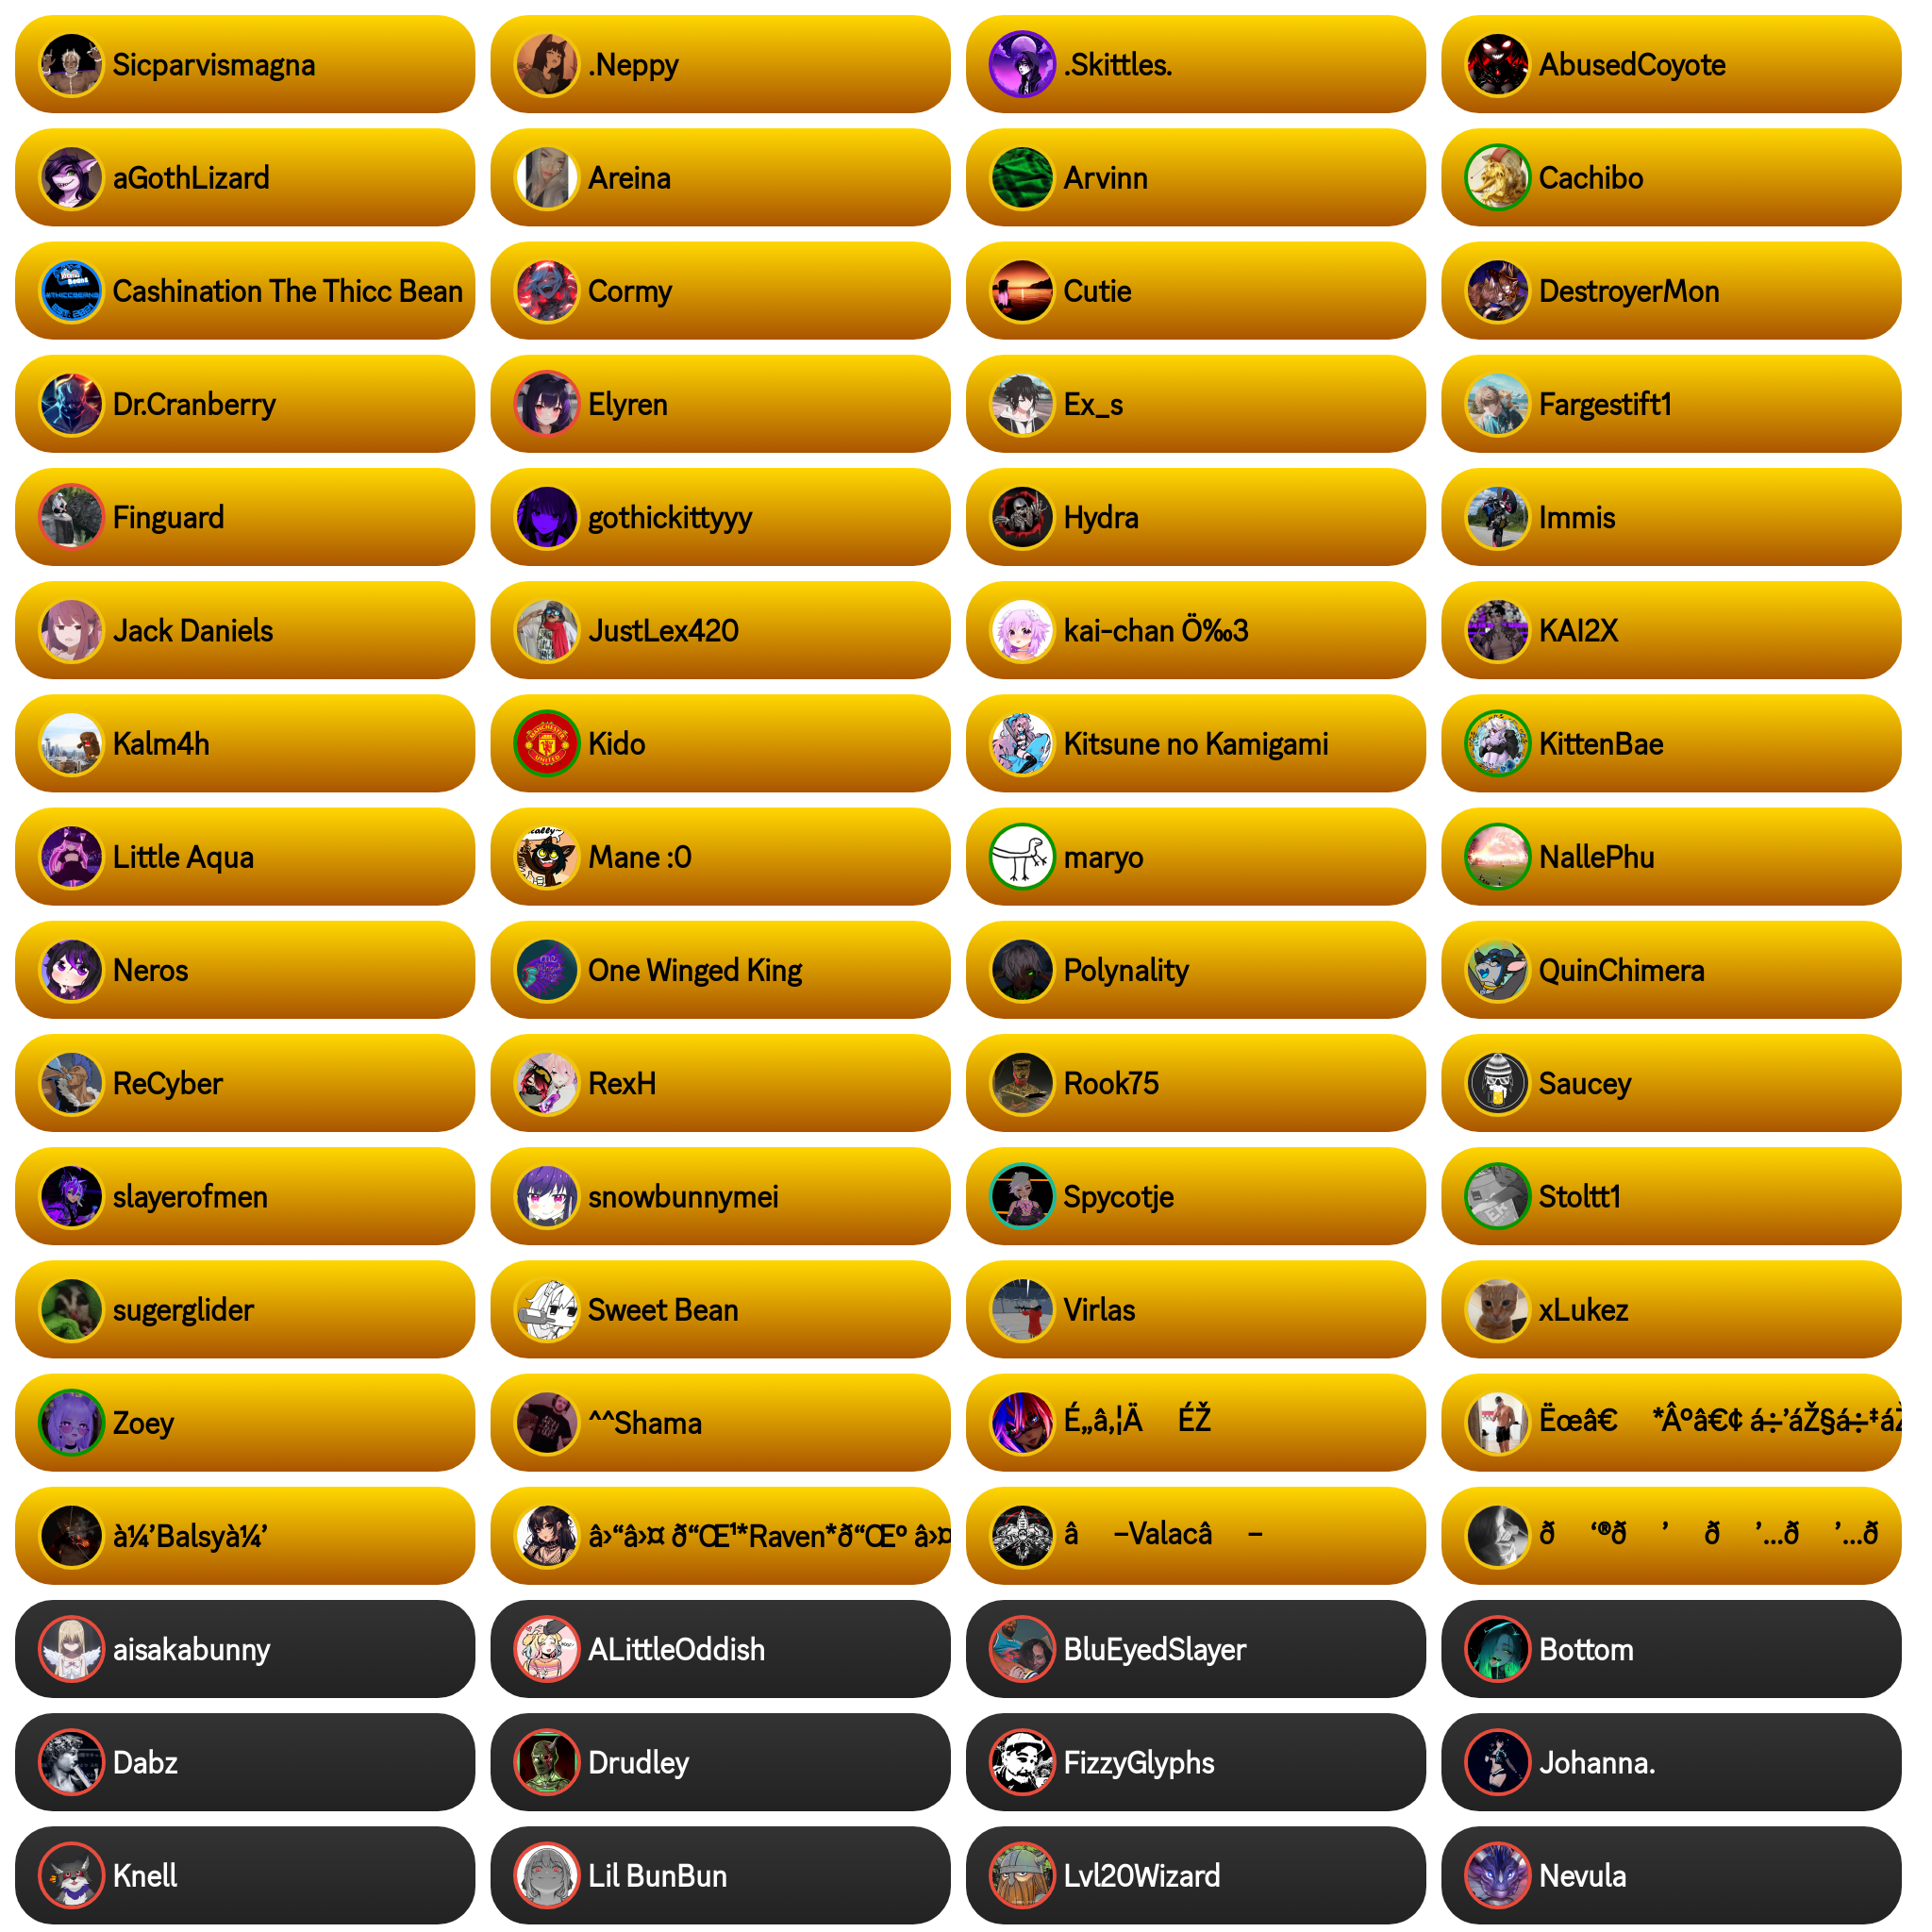 Sicparvismagna
.Neppy
.Skittles.
AbusedCoyote
aGothLizard
Areina
Arvinn
Cachibo
Cashination The Thicc Bean
Cormy
Cutie
DestroyerMon
Dr.Cranberry
Elyren
Ex_s
Fargestift1
Finguard
gothickittyyy
Hydra
Immis
Jack Daniels
JustLex420
kai-chan Ö‰3
KAI2X
Kalm4h
Kido
Kitsune no Kamigami
KittenBae
Little Aqua
Mane :0
maryo
NallePhu
Neros
One Winged King
Polynality
QuinChimera
ReCyber
RexH
Rook75
Saucey
slayerofmen
snowbunnymei
Spycotje
Stoltt1
sugerglider
Sweet Bean
Virlas
xLukez
Zoey
^^Shama
É„â‚¦Ä ÉŽ
Ëœâ€ *Âºâ€¢ á÷’áŽ§á÷‡áŽ
à¼’Balsyà¼’
â›“â›¤ ð“Œ¹*Raven*ð“Œº â›¤
â –Valacâ –
ð ‘®ð ’ ð ’…ð ’…ð
aisakabunny
ALittleOddish
BluEyedSlayer
Bottom
Dabz
Drudley
FizzyGlyphs
Johanna.
Knell
Lil BunBun
Lvl20Wizard
Nevula